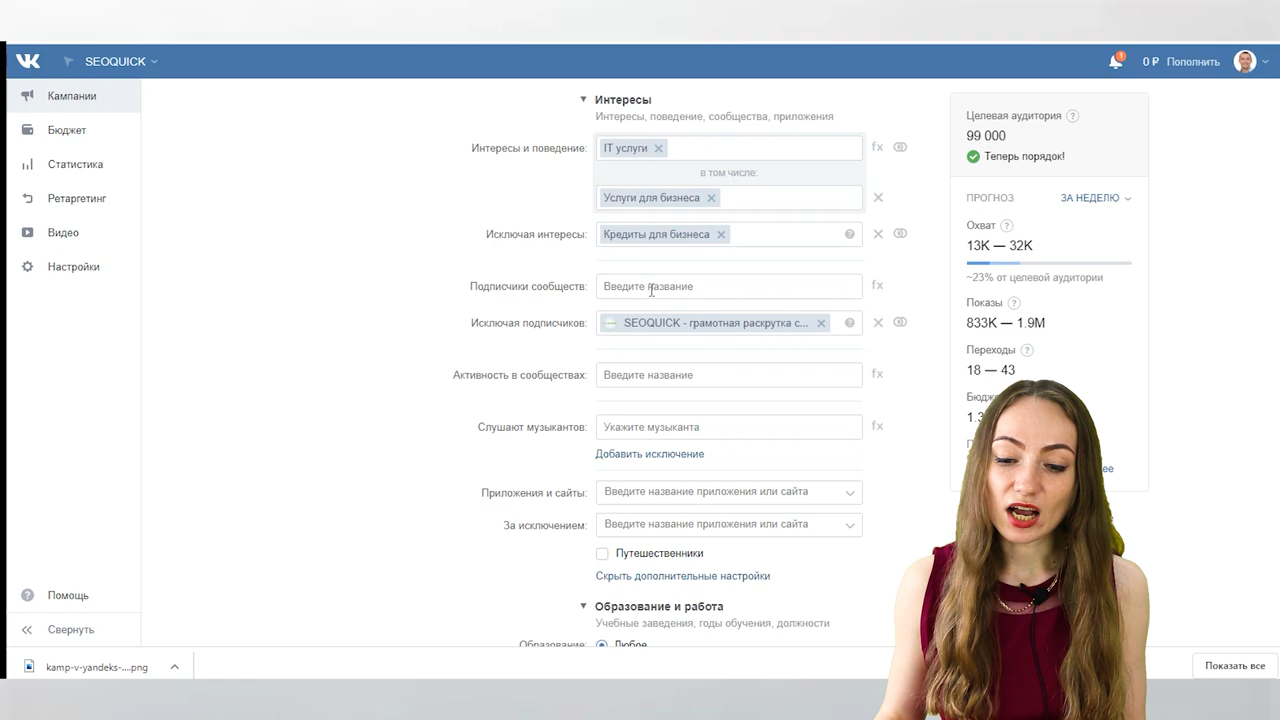 SEOQUICK
1
0 ₽ Пополнить
Кампании
Бюджет
Статистика
Ретаргетинг
Видео
Настройки
Помощь
Свернуть
Интересы
Интересы, поведение, сообщества, приложения
Интересы и поведение:
IT услуги
в том числе:
Услуги для бизнеса
Исключая интересы:
Кредиты для бизнеса
Подписчики сообществ:
Введите название
Исключая подписчиков:
SEOQUICK - грамотная раскрутка с...
Активность в сообществах:
Введите название
Слушают музыкантов:
Укажите музыканта
Добавить исключение
Приложения и сайты:
Введите название приложения или сайта
За исключением:
Введите название приложения или сайта
Путешественники
Скрыть дополнительные настройки
Образование и работа
Учебные заведения, годы обучения, должности
Образование:
Любое
fx
fx
fx
fx
Целевая аудитория ?
99 000
Теперь порядок!
ПРОГНОЗ
ЗА НЕДЕЛЮ
Охват ?
13K — 32K
~23% от целевой аудитории
Показы ?
833K — 1.9M
Переходы ?
18 — 43
kamp-v-yandeks-....png
Показать все